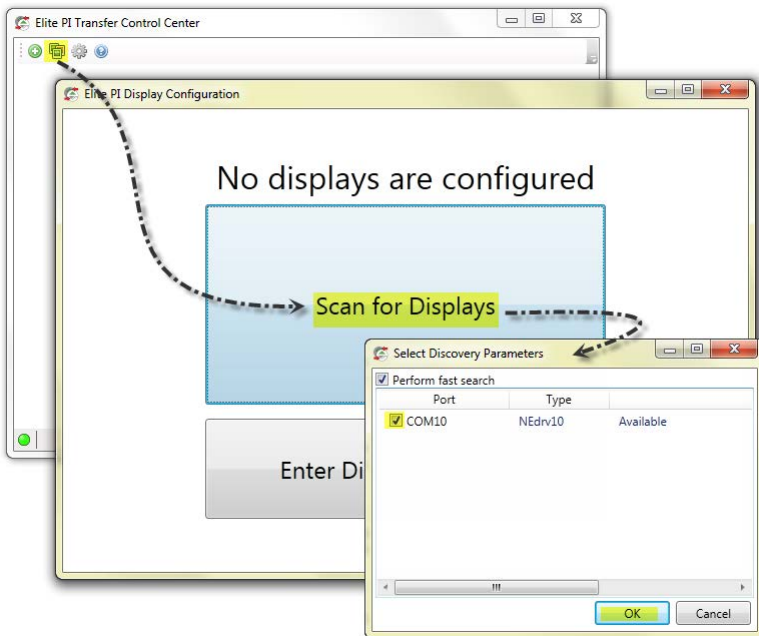 Elite PI Transfer Control Center
Elite PI Display Configuration
No displays are configured
Scan for Displays
Select Discovery Parameters
Perform fast search
Port Type
COM10 NEdrv10 Available
Enter Di
OK Cancel